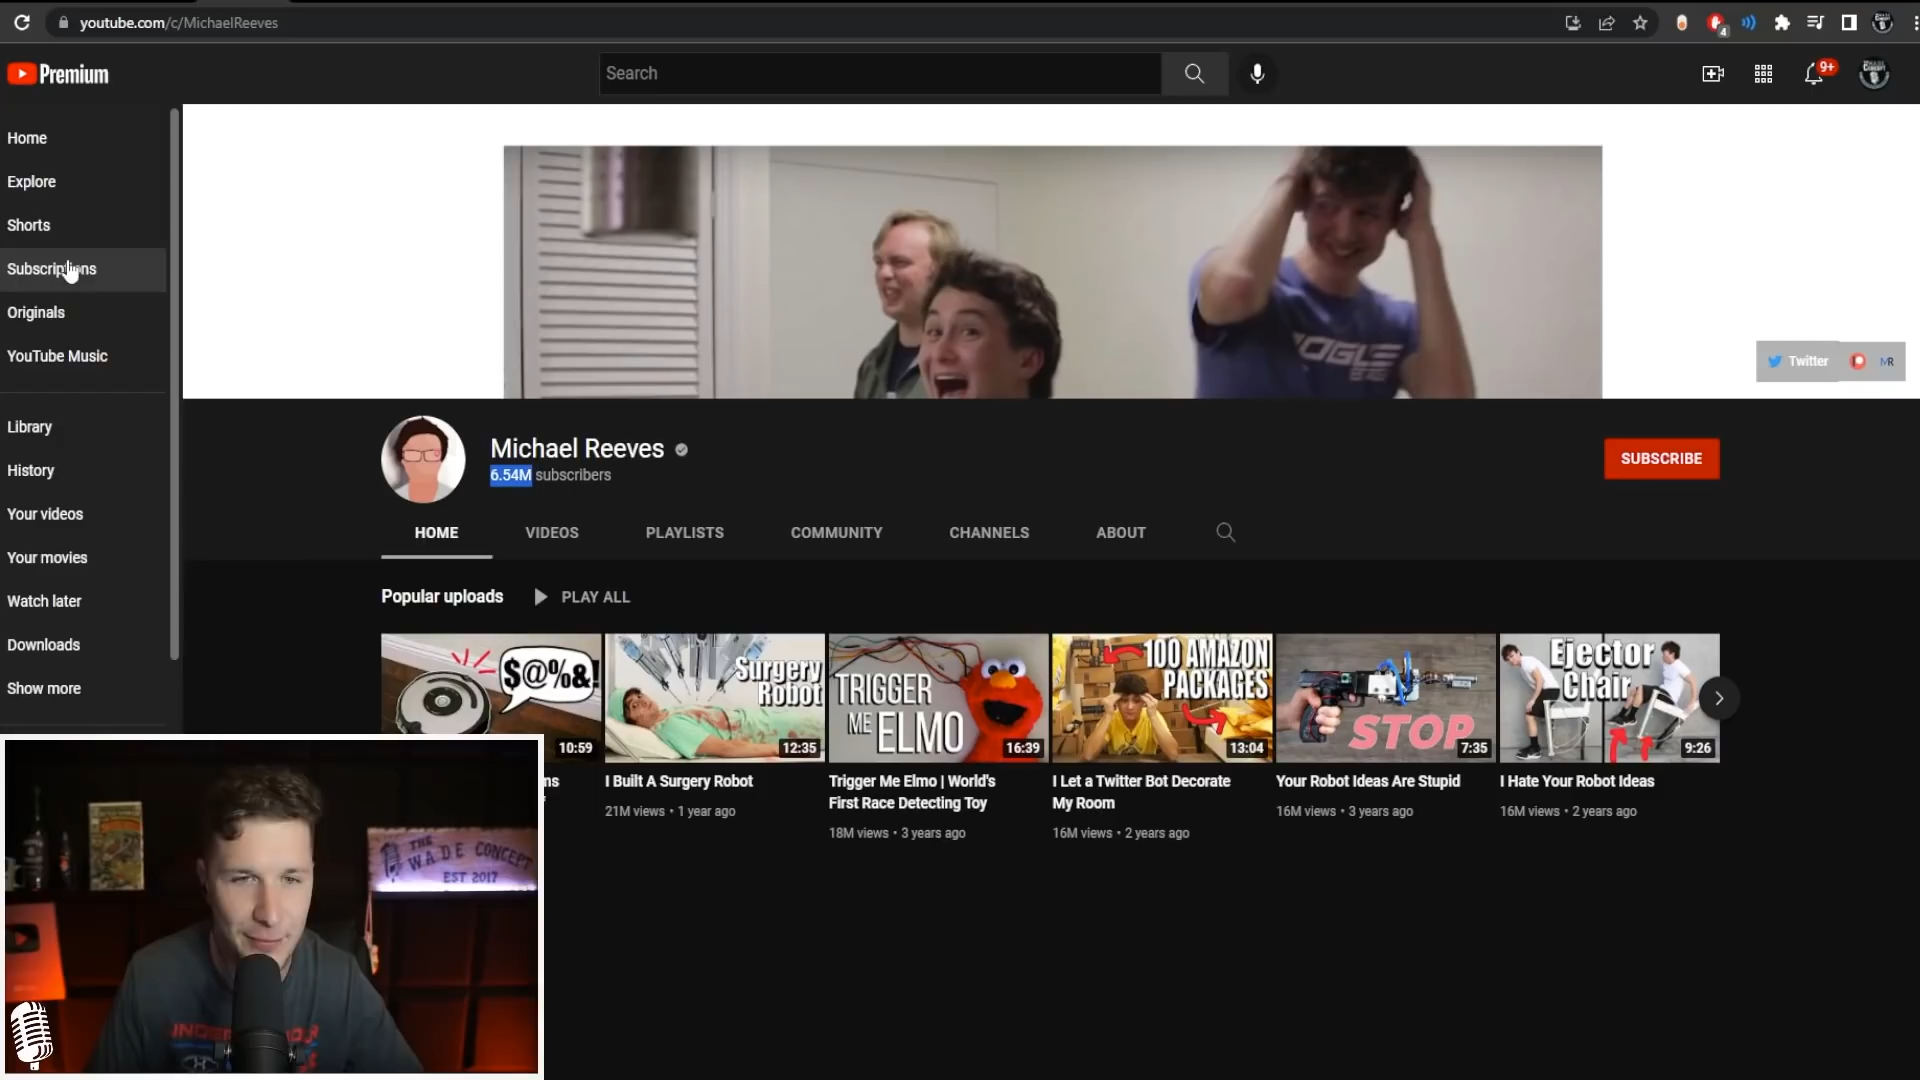 youtube.com/c/MichaelReeves
4
Premium
Search
9+
Home
Explore
Shorts
Subscriptions
Originals
YouTube Music
Library
History
Your videos
Your movies
Watch later
Downloads
Show more
Twitter
MR
Michael Reeves
6.54M subscribers
SUBSCRIBE
HOME VIDEOS PLAYLISTS COMMUNITY CHANNELS ABOUT
Popular uploads PLAY ALL
$@%&!
10:59
Surgery
Robot
12:35
TRIGGER
ME ELMO
16:39
100 AMAZON
PACKAGES
13:04
STOP
7:35
Ejector
Chair
9:26
ns
I Built A Surgery Robot
21M views • 1 year ago
Trigger Me Elmo | World's
First Race Detecting Toy
18M views • 3 years ago
I Let a Twitter Bot Decorate
My Room
16M views • 2 years ago
Your Robot Ideas Are Stupid
16M views • 3 years ago
I Hate Your Robot Ideas
16M views • 2 years ago
THE
WADE CONCEPT
EST 2017